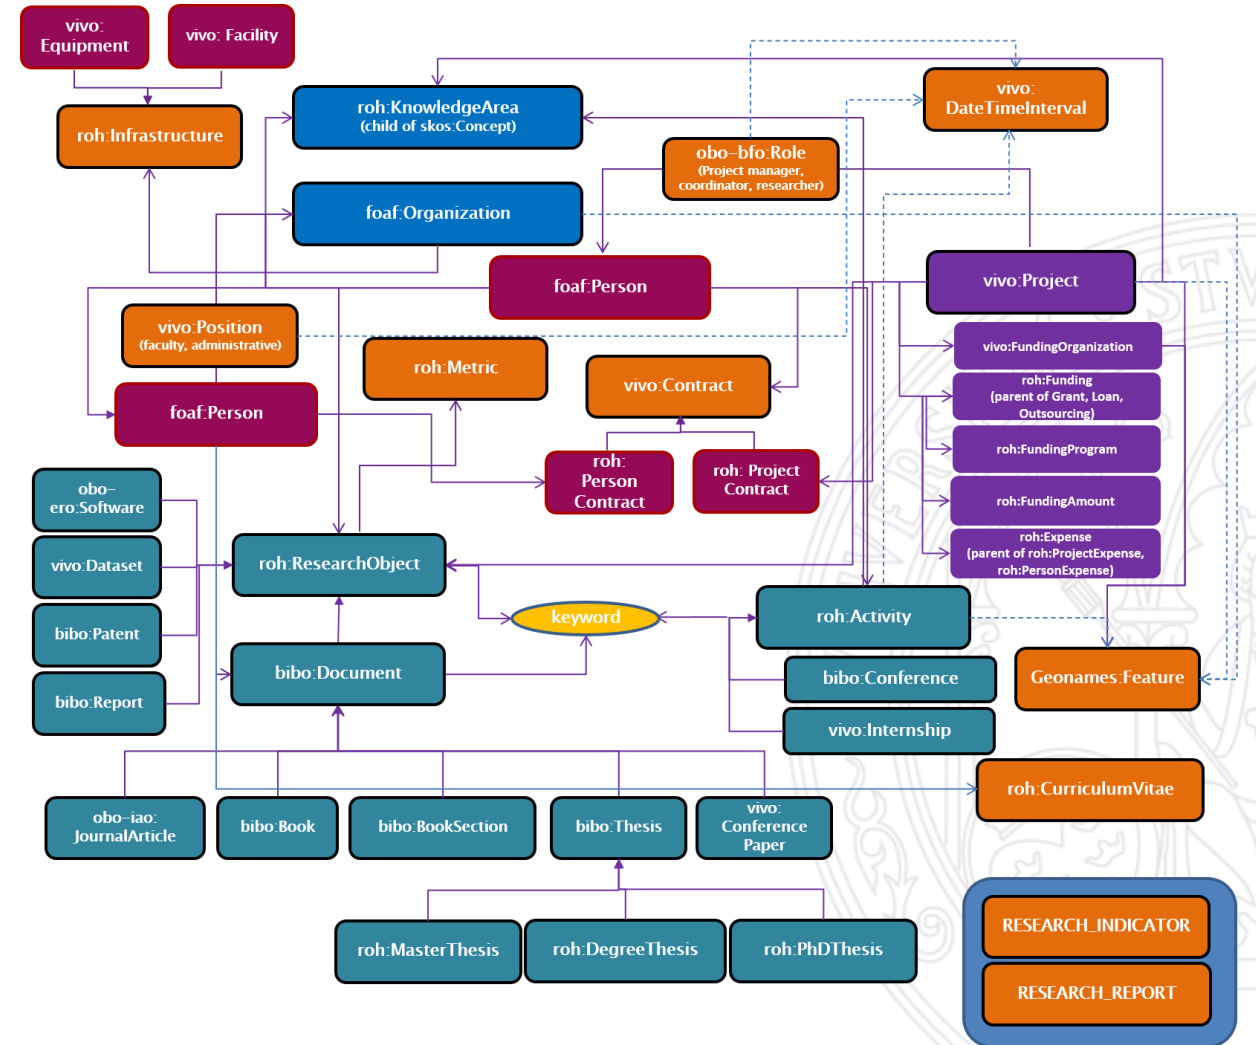 vivo:
Equipment
vivo: Facility
roh:Infrastructure
roh:KnowledgeArea
(child of skos:Concept)
vivo:
DateTimeInterval
obo-bfo:Role
(Project manager,
coordinator, researcher)
foaf:Organization
foaf:Person
vivo:Project
vivo:Position
(faculty, administrative)
vivo:FundingOrganization
roh:Metric
vivo:Contract
roh:Funding
(parent of Grant, Loan,
Outsourcing)
foaf:Person
roh:FundingProgram
roh:
Person
Contract
roh: Project
Contract
obo-
ero:Software
roh:FundingAmount
roh:Expense
(parent of roh:ProjectExpense,
roh:PersonExpense)
vivo:Dataset
roh:ResearchObject
keyword
roh:Activity
bibo:Patent
bibo:Document
bibo:Conference
Geonames:Feature
bibo:Report
vivo:Internship
roh:CurriculumVitae
obo-iao:
JournalArticle
bibo:Book
bibo:BookSection
bibo:Thesis
vivo:
Conference
Paper
roh:MasterThesis
roh:DegreeThesis
roh:PhDThesis
RESEARCH_INDICATOR
RESEARCH_REPORT